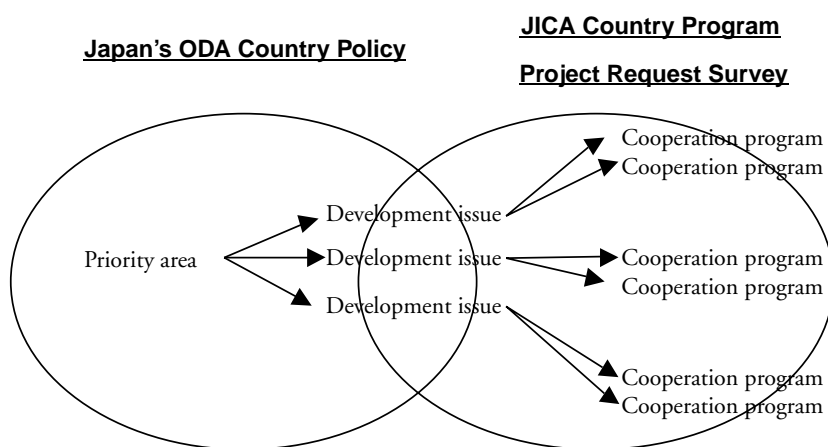 Japan’s ODA Country Policy
JICA Country Program
Project Request Survey
Priority area
Development issue
Development issue
Development issue
Cooperation program
Cooperation program
Cooperation program
Cooperation program
Cooperation program
Cooperation program